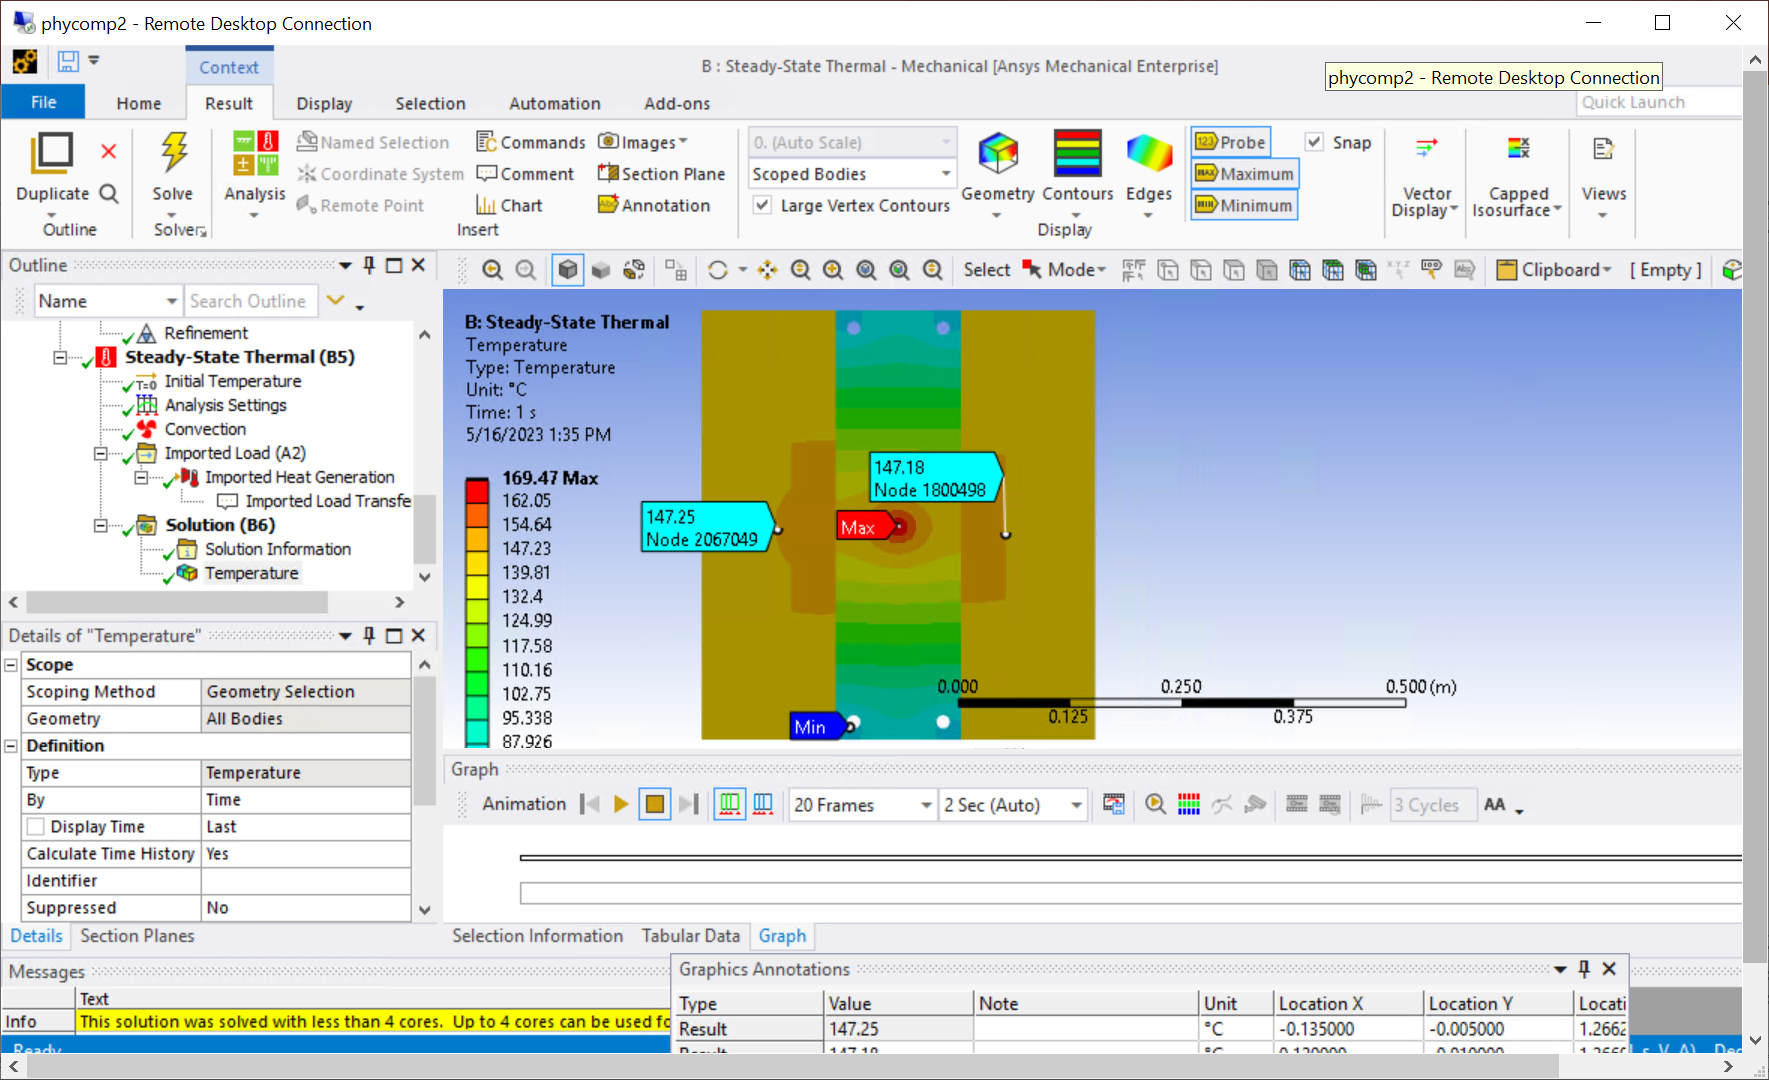 phycomp2 - Remote Desktop Connection
Context
B : Steady-State Thermal - Mechanical [Ansys Mechanical Enterprise]
phycomp2 - Remote Desktop Connection
File
Home
Result
Display
Selection
Automation
Add-ons
Quick Launch
Duplicate
Outline
Solve
Solver
Analysis
Named Selection
Coordinate System
Remote Point
Commands
Comment
Chart
Images
Section Plane
Annotation
Insert
0. (Auto Scale)
Scoped Bodies
Large Vertex Contours
Geometry
Contours
Edges
Display
Probe
Maximum
Minimum
Snap
Vector
Display
Capped
Isosurface
Views
Outline
Select
Mode
Clipboard
[ Empty ]
Name
Search Outline
Refinement
Steady-State Thermal (B5)
Initial Temperature
Analysis Settings
Convection
Imported Load (A2)
Imported Heat Generation
Imported Load Transfe
Solution (B6)
Solution Information
Temperature
B: Steady-State Thermal
Temperature
Type: Temperature
Unit: °C
Time: 1 s
5/16/2023 1:35 PM
169.47 Max
162.05
154.64
147.23
139.81
132.4
124.99
117.58
110.16
102.75
95.338
87.926
147.18
Node 1800498
147.25
Node 2067049
Max
Min
0.000
0.250
0.500 (m)
0.125
0.375
Details of "Temperature"
Scope
Scoping Method Geometry Selection
Geometry All Bodies
Definition
Type Temperature
By Time
Display Time Last
Calculate Time History Yes
Identifier
Suppressed No
Details
Section Planes
Graph
Animation
20 Frames
2 Sec (Auto)
3 Cycles
AA
Selection Information
Tabular Data
Graph
Messages
Text
Info This solution was solved with less than 4 cores. Up to 4 cores can be used fo
Ready
Graphics Annotations
Type Value Note Unit Location X Location Y Locati
Result 147.25 °C -0.135000 -0.005000 1.2662